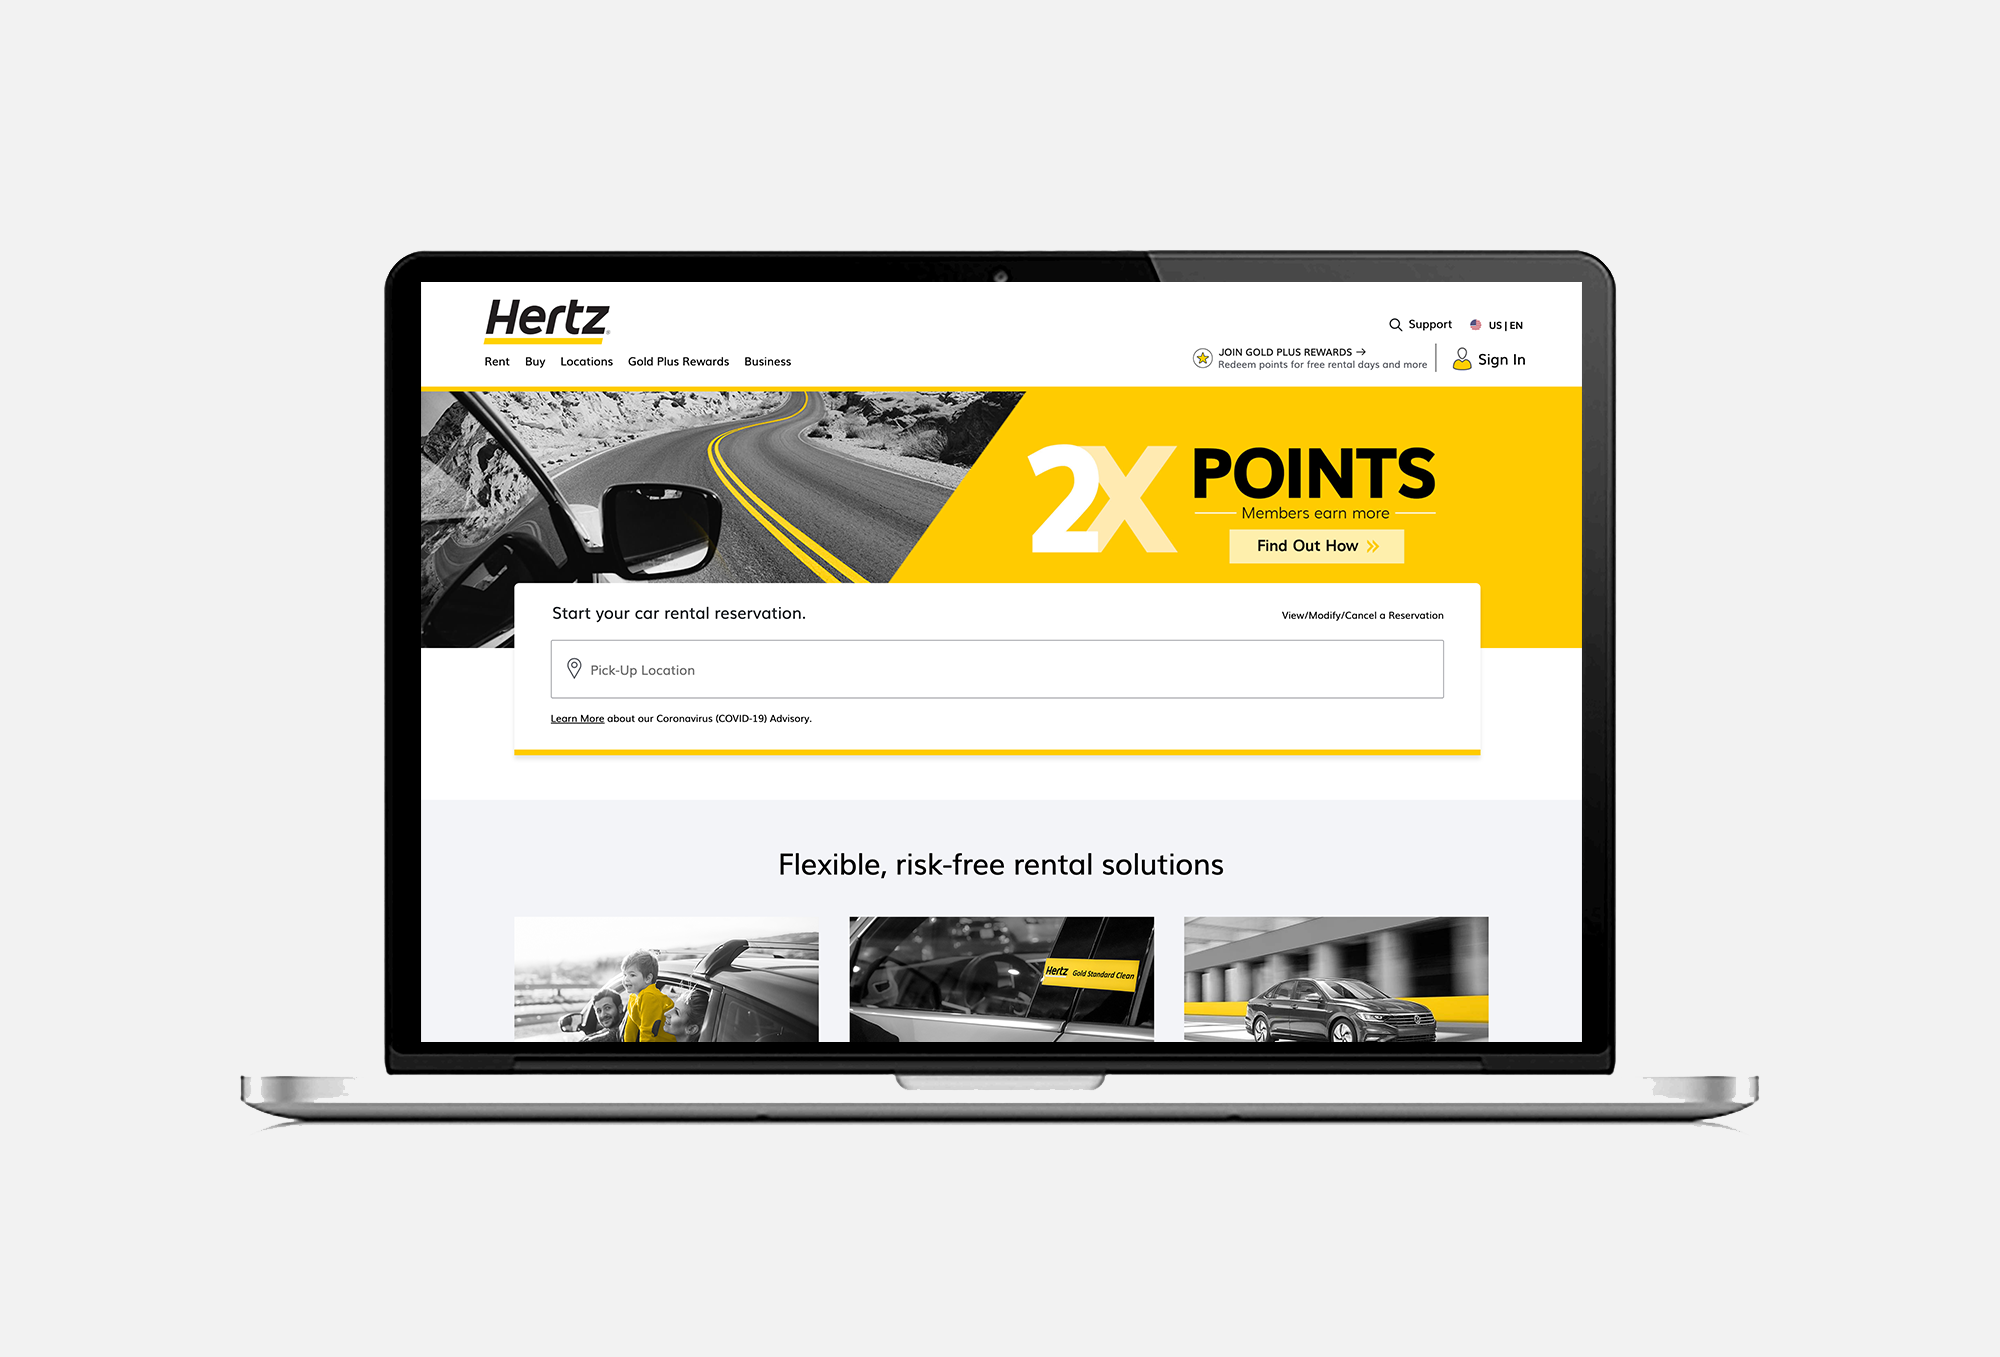 Hertz
Support
US | EN
Rent Buy Locations Gold Plus Rewards Business
JOIN GOLD PLUS REWARDS →
Redeem points for free rental days and more
Sign In
2X POINTS
Members earn more
Find Out How »
Start your car rental reservation.
View/Modify/Cancel a Reservation
Pick-Up Location
Learn More about our Coronavirus (COVID-19) Advisory.
Flexible, risk-free rental solutions
Hertz Gold Standard Clean